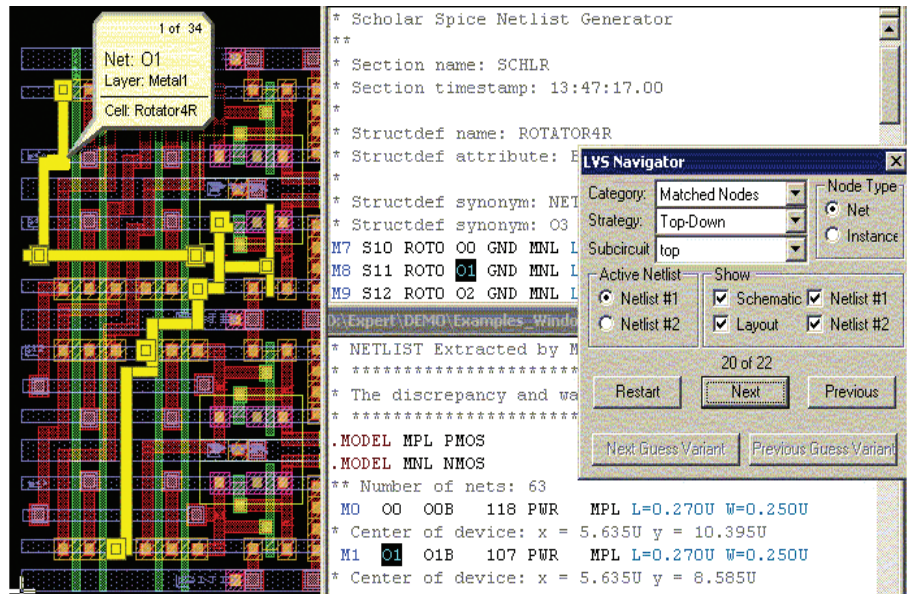 1 of 34
Net: O1
Layer: Metal1
Cell: Rotator4R
* Scholar Spice Netlist Generator
**
* Section name: SCHLR
* Section timestamp: 13:47:17.00
*
* Structdef name: ROTATOR4R
* Structdef attribute: E
*
* Structdef synonym: NET
* Structdef synonym: O3
M7 S10 ROT0 O0 GND MNL L
M8 S11 ROT0 O1 GND MNL L
M9 S12 ROT0 O2 GND MNL L
D:\Expert\DEMO\Examples_Windo
* NETLIST Extracted by M
* ***********************
* The discrepancy and wa
* ***********************
.MODEL MPL PMOS
.MODEL MNL NMOS
** Number of nets: 63
M0 O0 O0B 118 PWR MPL L=0.270U W=0.250U
* Center of device: x = 5.635U y = 10.395U
M1 O1 O1B 107 PWR MPL L=0.270U W=0.250U
* Center of device: x = 5.635U y = 8.585U
LVS Navigator
Category: Matched Nodes
Strategy: Top-Down
Subcircuit top
Node Type
Net
Instance
Active Netlist
Netlist #1
Netlist #2
Show
Schematic Netlist #1
Layout Netlist #2
20 of 22
Restart Next Previous
Next Guess Variant Previous Guess Variant